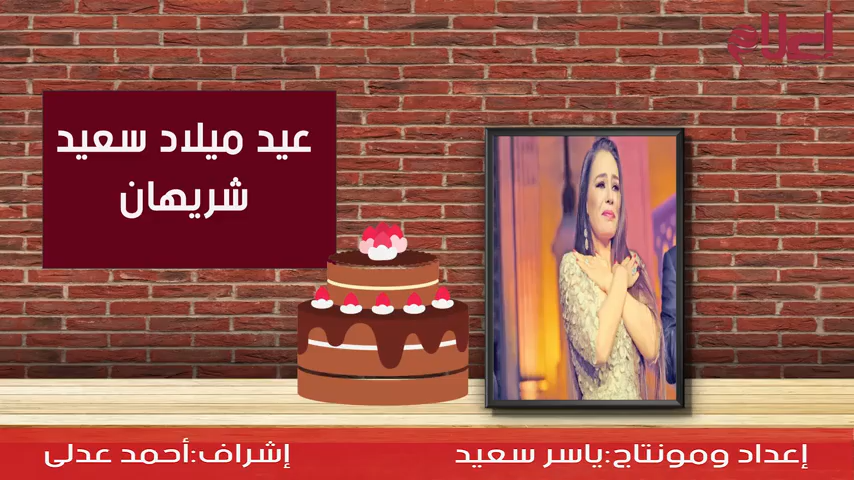 إعلام
عيد ميلاد سعيد
شريهان
إعداد ومونتاج:ياسر سعيد
إشراف:أحمد عدلى